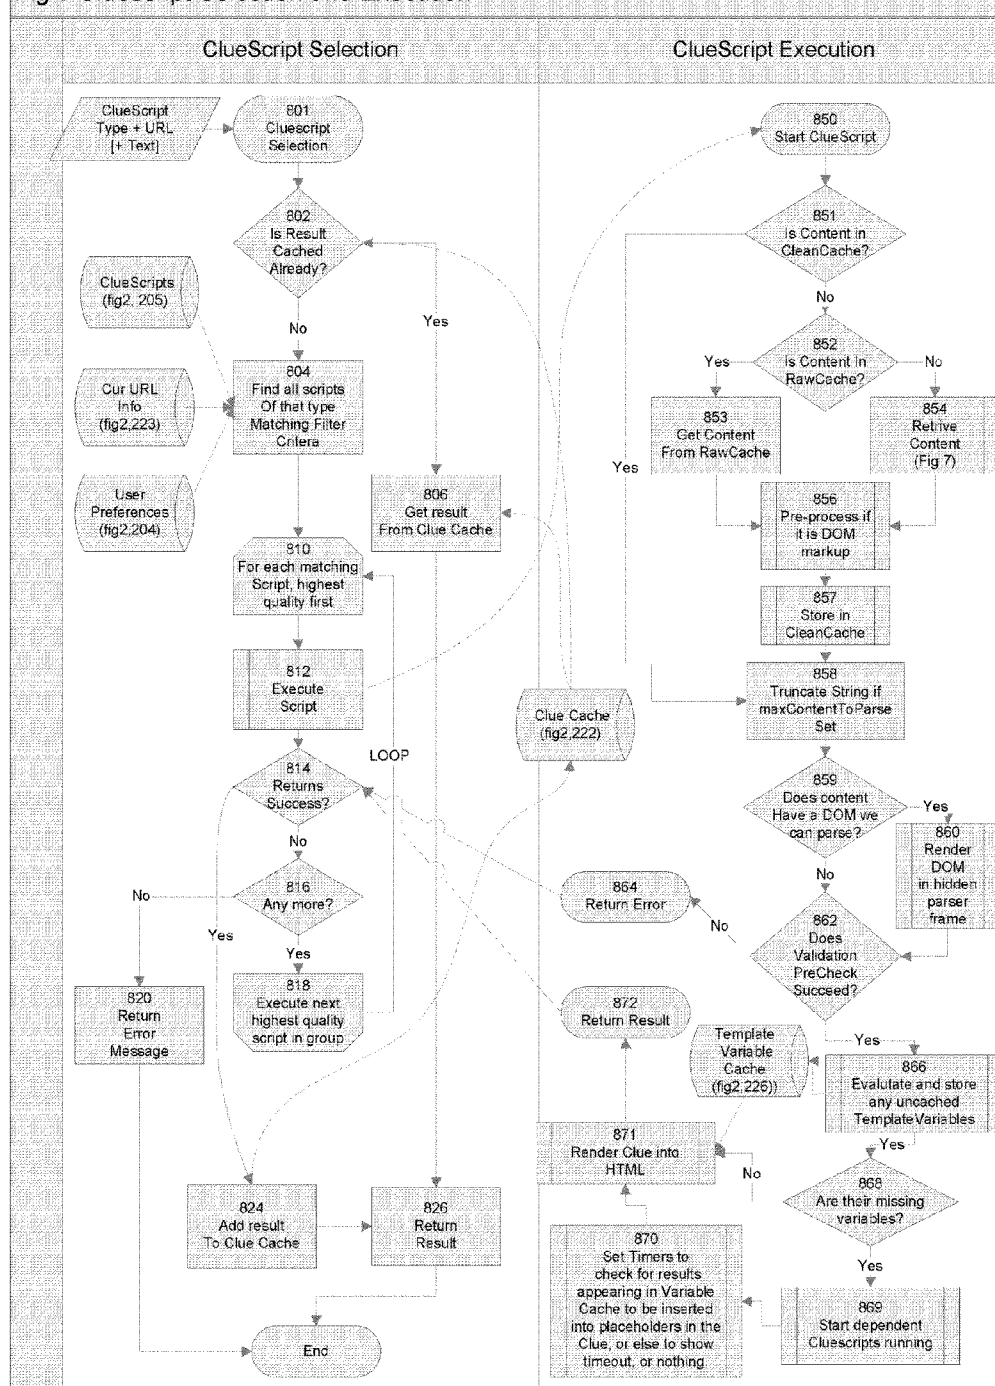 ClueScript Selection
ClueScript Execution
ClueScript
Type + URL
[+ Text]
801
Cluescript
Selection
802
Is Result
Cached
Already?
ClueScripts
(fig2, 205)
No
Yes
804
Find all scripts
Of that type
Matching Filter
Critera
Cur URL
Info
(fig2,223)
User
Preferences
(fig2,204)
806
Get result
From Clue Cache
810
For each matching
Script, highest
quality first
812
Execute
Script
LOOP
814
Returns
Success?
No
816
Any more?
No
Yes
Yes
818
Execute next
highest quality
script in group
820
Return
Error
Message
824
Add result
To Clue Cache
826
Return
Result
End
Clue Cache
(fig2,222)
850
Start ClueScript
851
Is Content in
CleanCache?
No
852
Is Content in
RawCache?
Yes
No
853
Get Content
From RawCache
854
Retrive
Content
(Fig 7)
Yes
856
Pre-process if
it is DOM
markup
857
Store in
CleanCache
858
Truncate String if
maxContentToParse
Set
859
Does content
Have a DOM we
can parse?
Yes
860
Render
DOM
in hidden
parser
frame
No
862
Does
Validation
PreCheck
Succeed?
No
864
Return Error
872
Return Result
Yes
Template
Variable
Cache
(fig2,226))
866
Evalutate and store
any uncached
TemplateVariables
Yes
871
Render Clue into
HTML
No
868
Are their missing
variables?
Yes
870
Set Timers to
check for results
appearing in Variable
Cache to be inserted
into placeholders in the
Clue, or else to show
timeout, or nothing
869
Start dependent
Cluescripts running